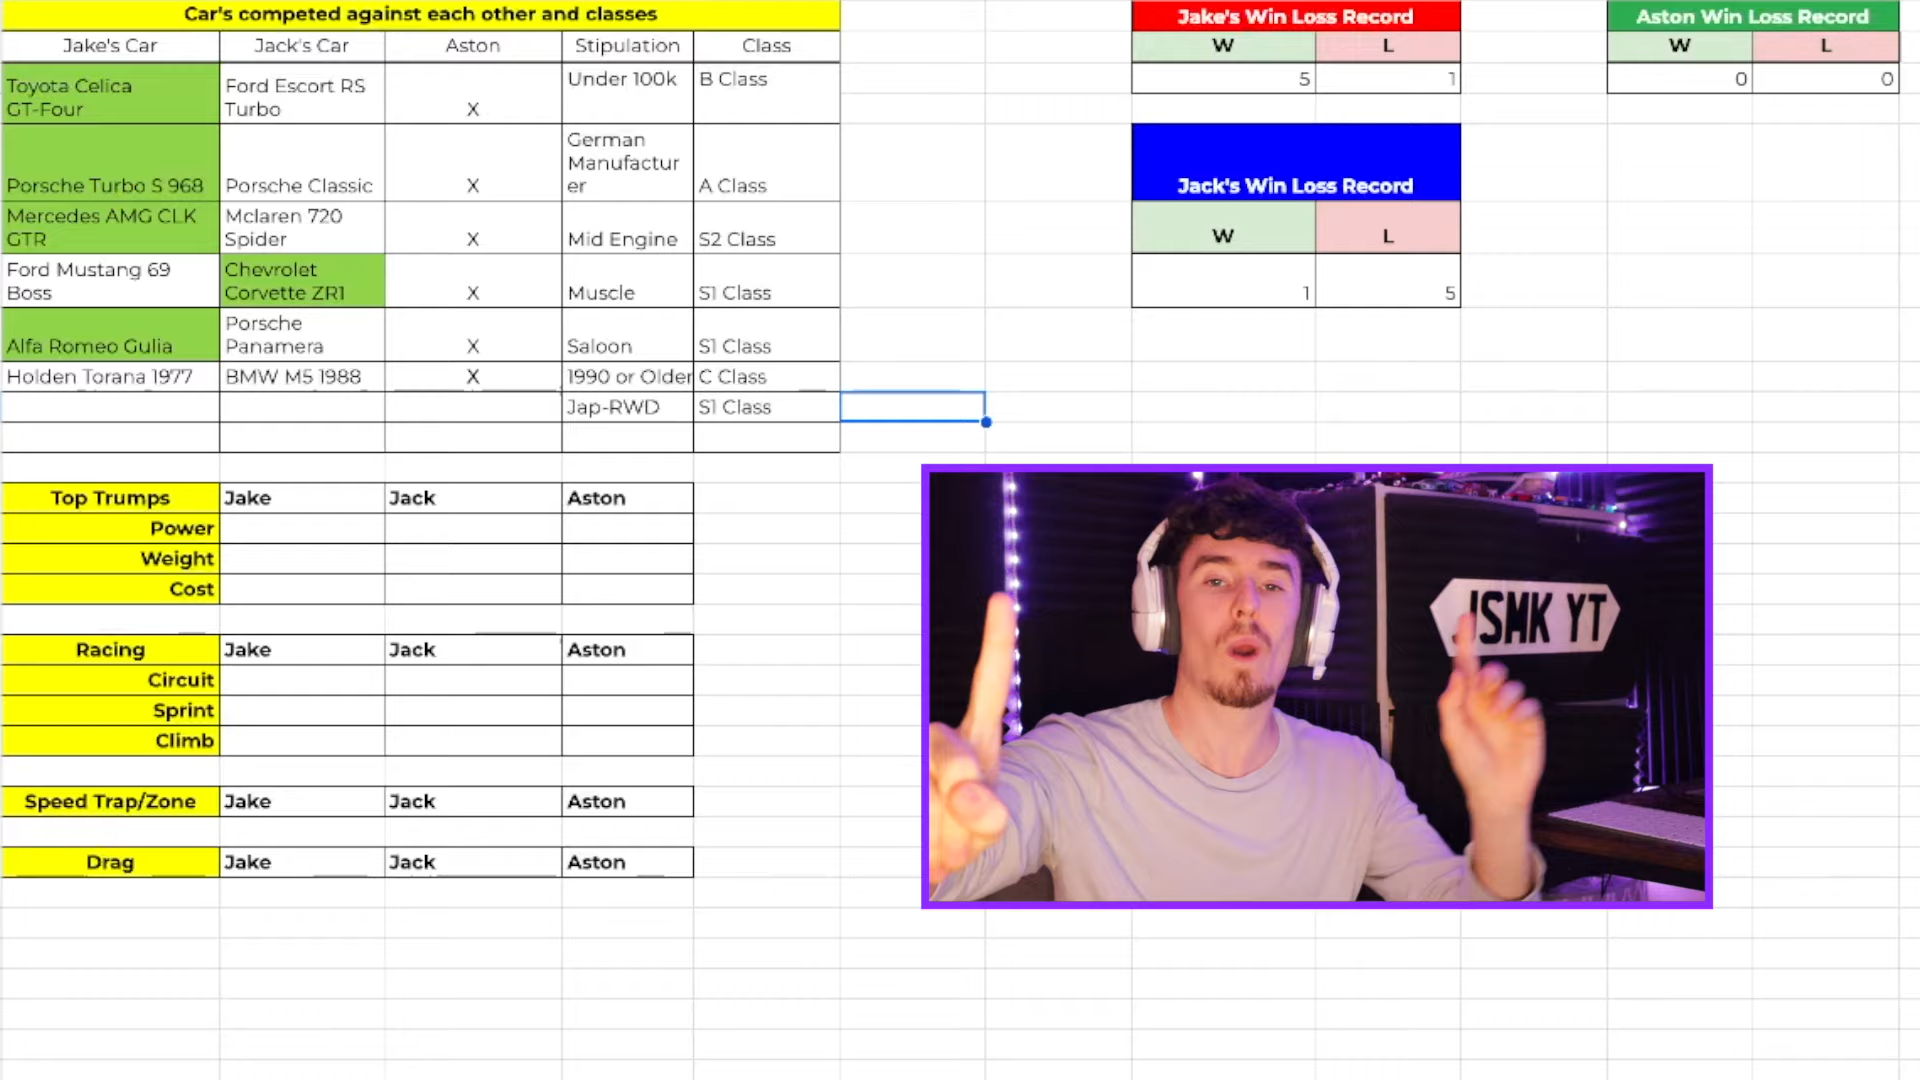 Car's competed against each other and classes
Jake's Car Jack's Car Aston Stipulation Class
Toyota Celica
GT-Four
Ford Escort RS
Turbo
X
Under 100k
B Class
Porsche Turbo S 968
Porsche Classic
X
German
Manufactur
er
A Class
Mercedes AMG CLK
GTR
Mclaren 720
Spider
X
Mid Engine
S2 Class
Ford Mustang 69
Boss
Chevrolet
Corvette ZR1
X
Muscle
S1 Class
Alfa Romeo Gulia
Porsche
Panamera
X
Saloon
S1 Class
Holden Torana 1977 BMW M5 1988 X 1990 or Older C Class
Jap-RWD S1 Class
Jake's Win Loss Record
W L
5 1
Aston Win Loss Record
W L
0 0
Jack's Win Loss Record
W L
1 5
Top Trumps Jake Jack Aston
Power
Weight
Cost
Racing Jake Jack Aston
Circuit
Sprint
Climb
Speed Trap/Zone Jake Jack Aston
Drag Jake Jack Aston
JSMK YT